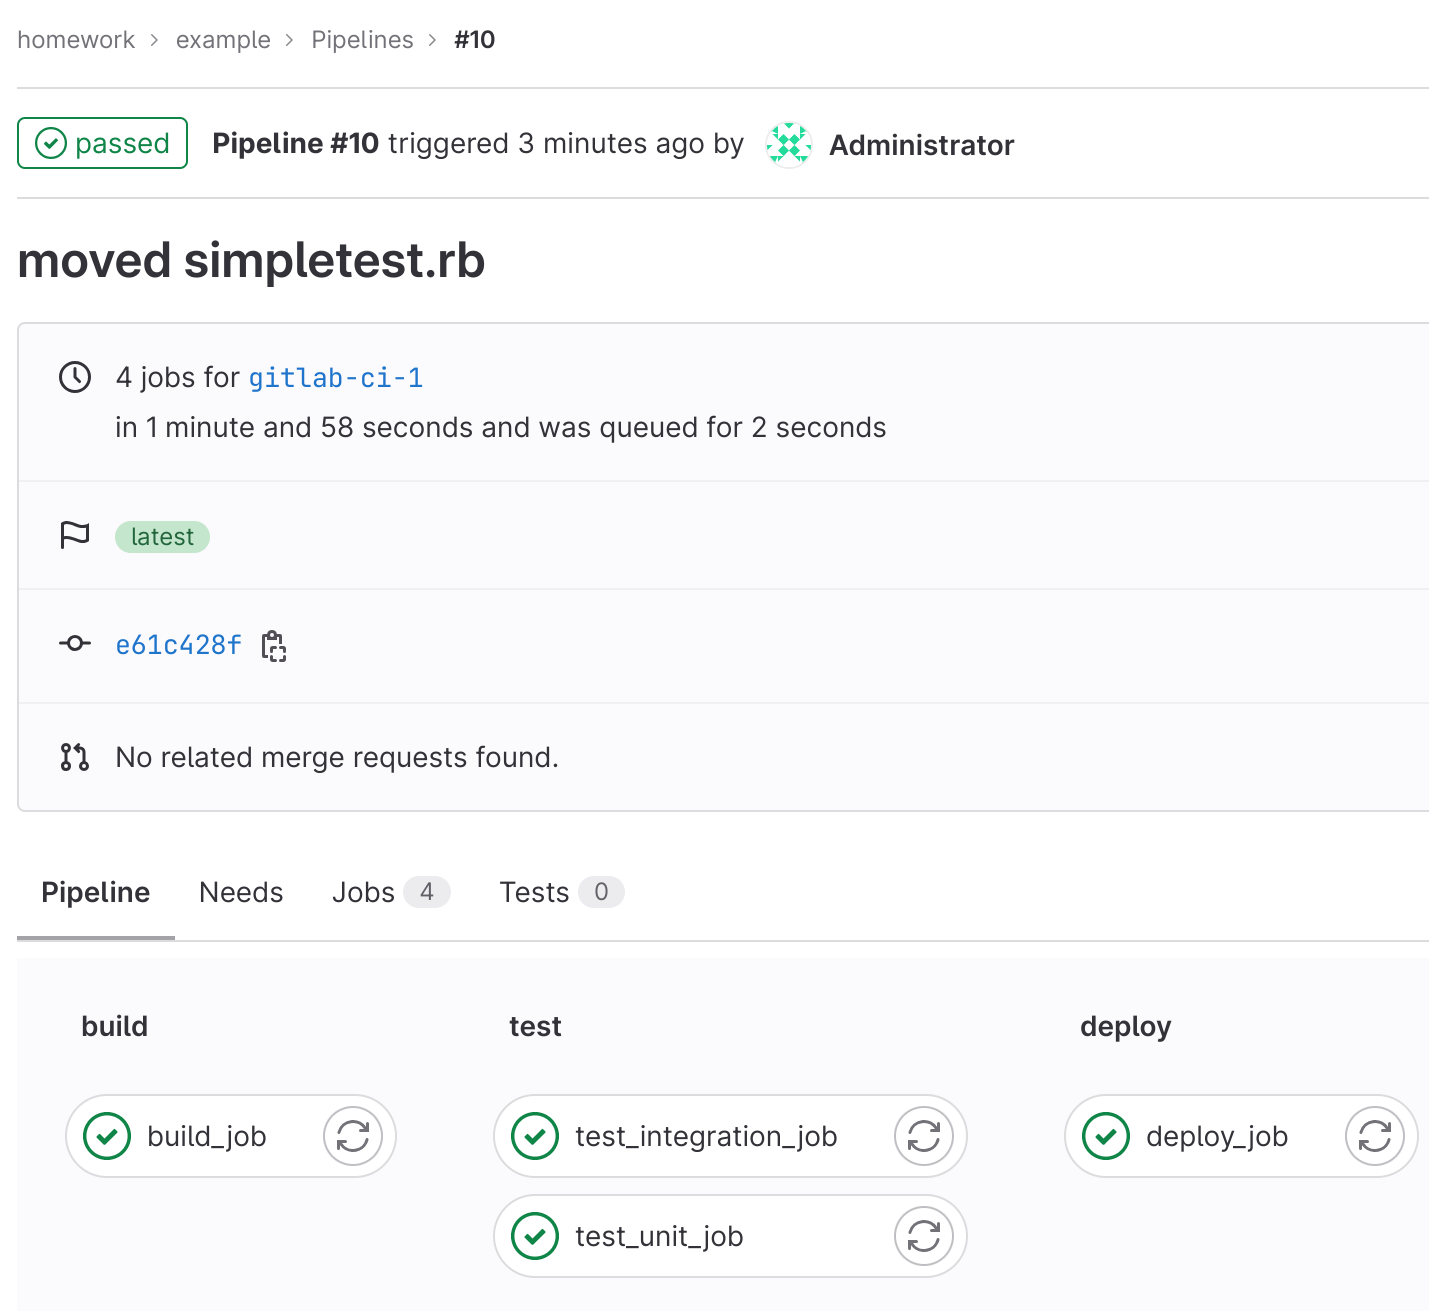 homework > example > Pipelines > #10
passed Pipeline #10 triggered 3 minutes ago by Administrator
moved simpletest.rb
4 jobs for gitlab-ci-1
in 1 minute and 58 seconds and was queued for 2 seconds
latest
e61c428f
No related merge requests found.
Pipeline Needs Jobs 4 Tests 0
build test deploy
build_job test_integration_job deploy_job
test_unit_job